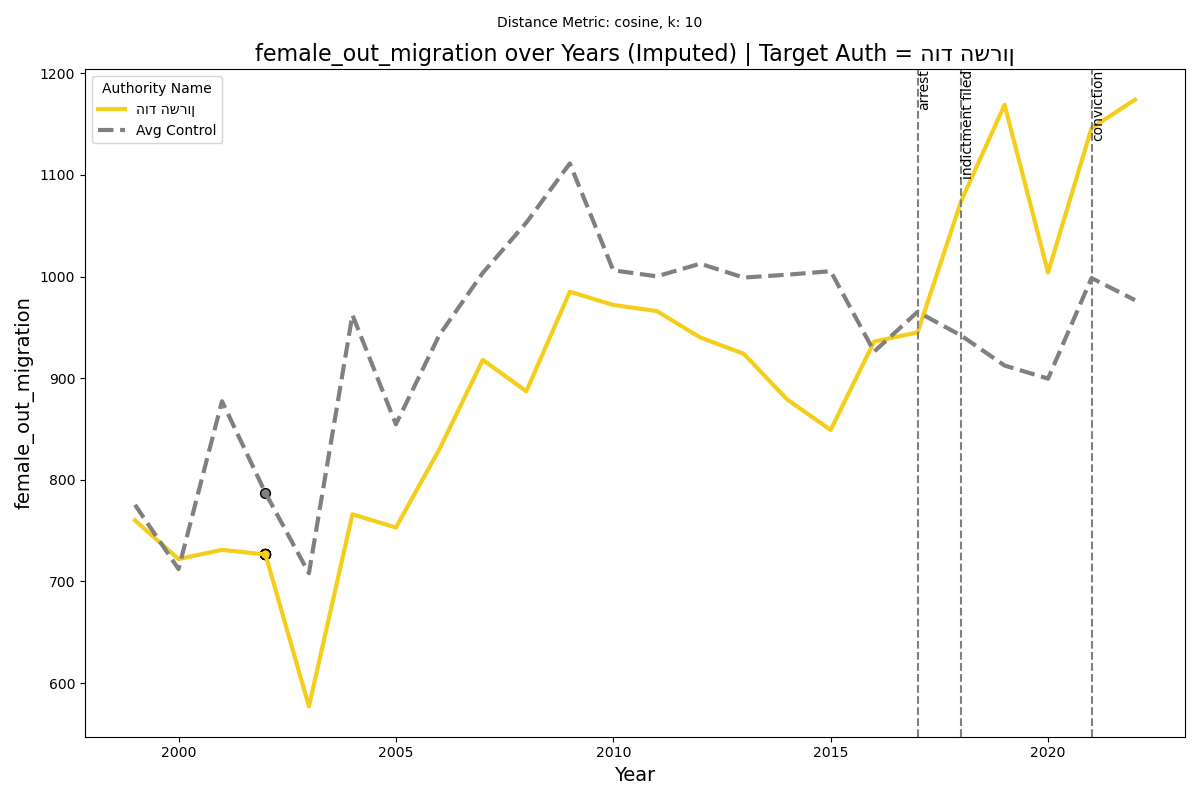 Distance Metric: cosine, k: 10
female_out_migration over Years (Imputed) | Target Auth = הוד השרון
1200
1100
1000
900
800
700
600
female_out_migration
Authority Name
הוד השרון
Avg Control
arrest
indictment filed
conviction
2000
2005
2010
2015
2020
Year